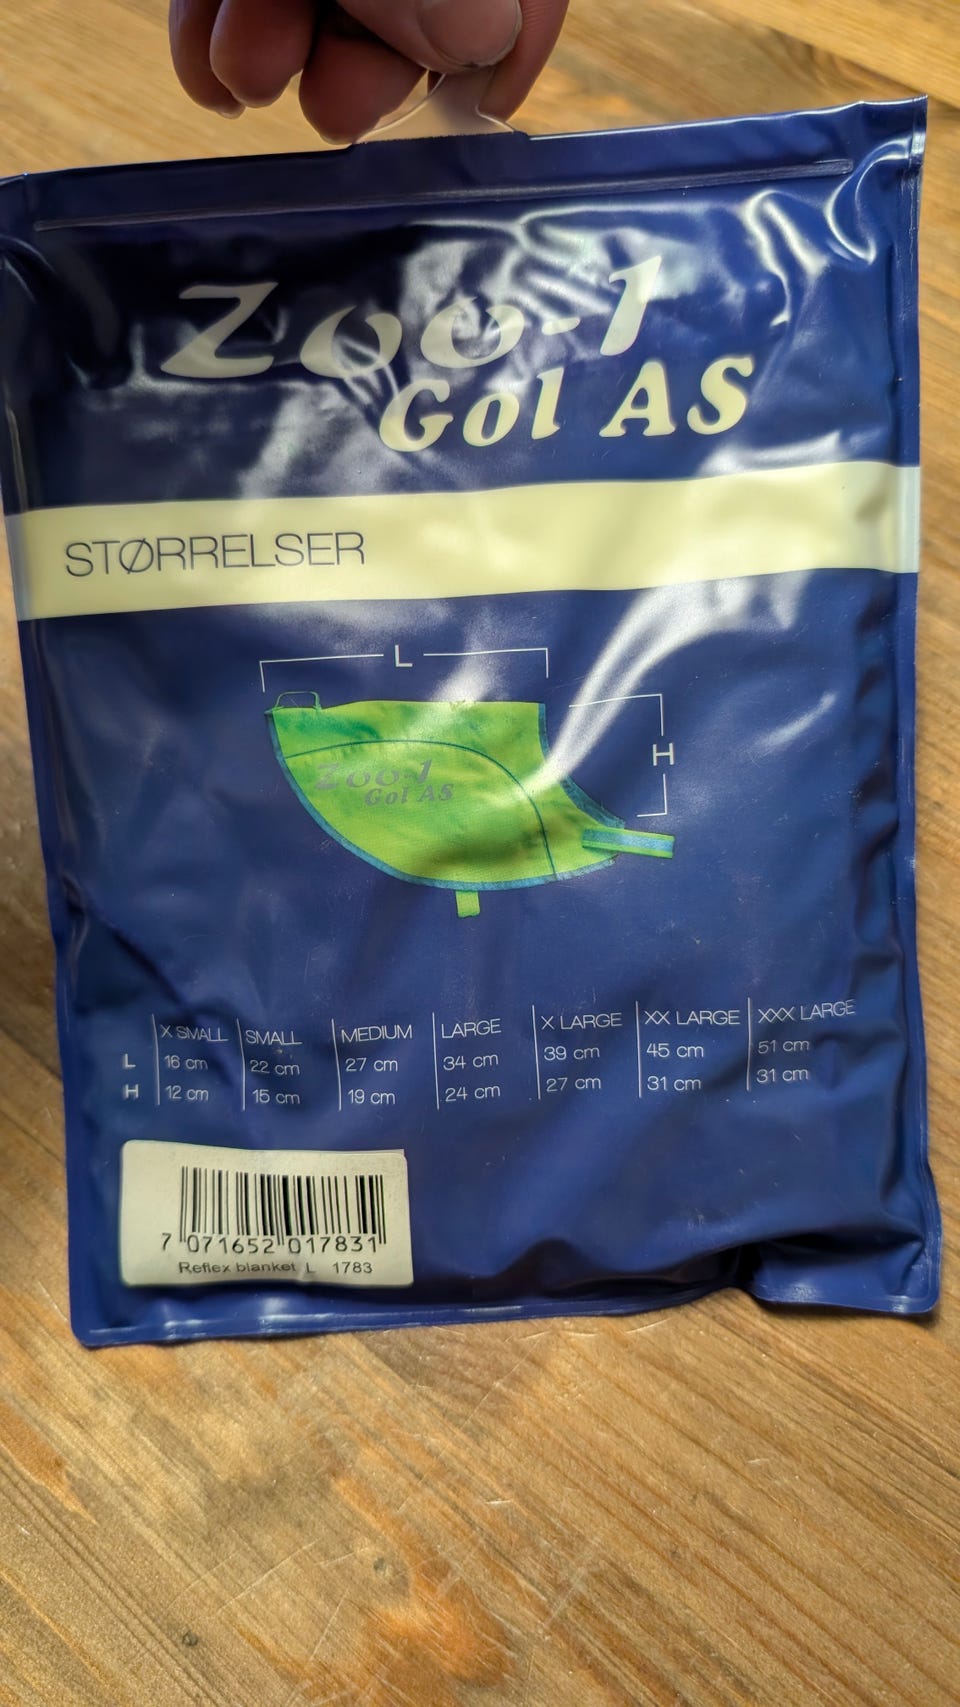 Zoo-1
Gol AS
STØRRELSER
L
H
Zoo-1
Gol AS
X SMALL SMALL MEDIUM LARGE X LARGE XX LARGE XXX LARGE
L 16 cm 22 cm 27 cm 34 cm 39 cm 45 cm 51 cm
H 12 cm 15 cm 19 cm 24 cm 27 cm 31 cm 31 cm
7 071652 017831
Reflex blanket L 1783